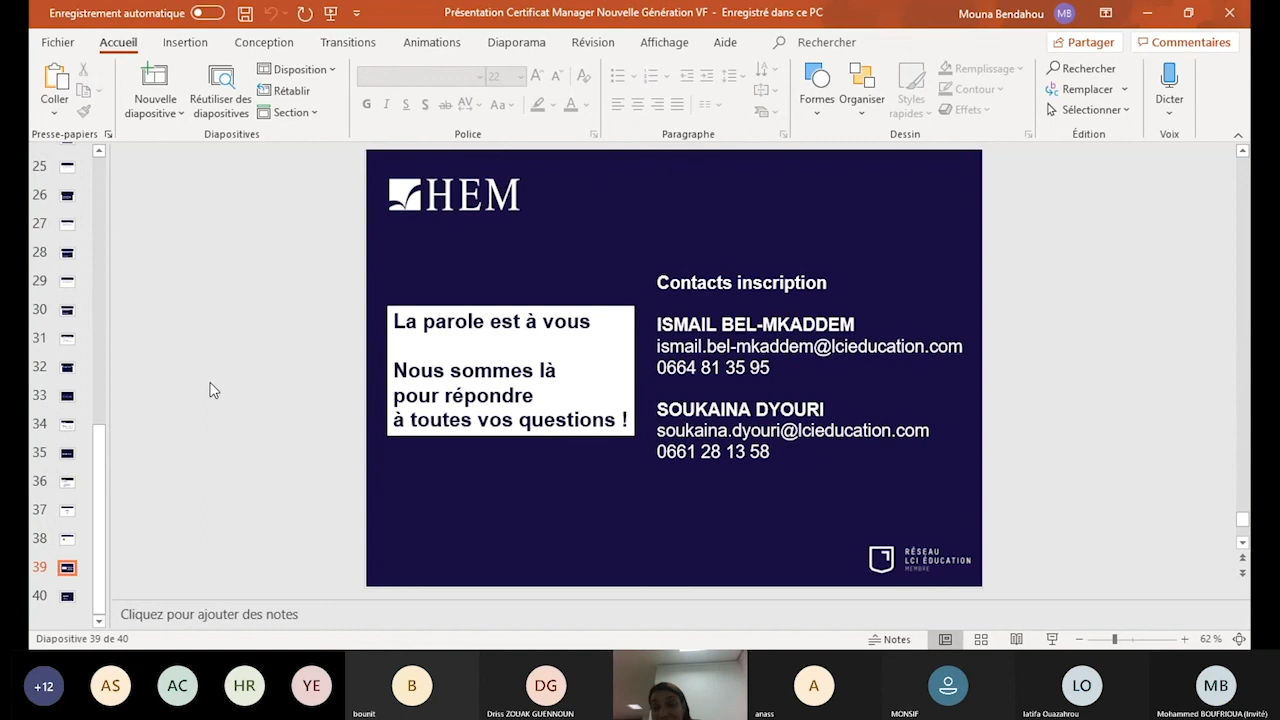 Enregistrement automatique
Présentation Certificat Manager Nouvelle Génération VF - Enregistré dans ce PC
Mouna Bendahou MB
Fichier Accueil Insertion Conception Transitions Animations Diaporama Révision Affichage Aide Rechercher Partager Commentaires
Coller
Presse-papiers
Nouvelle diapositive
Réutiliser des diapositives
Disposition
Rétablir
Section
Diapositives
22
G I S S ab AV Aa A
Police
Paragraphe
Formes
Organiser
Styles rapides
Remplissage
Contour
Effets
Dessin
Rechercher
Remplacer
Sélectionner
Édition
Dicter
Voix
25
26
27
28
29
30
31
32
33
34
35
36
37
38
39
40
HEM
La parole est à vous
Nous sommes là
pour répondre
à toutes vos questions !
Contacts inscription
ISMAIL BEL-MKADDEM
ismail.bel-mkaddem@lcieducation.com
0664 81 35 95
SOUKAINA DYOURI
soukaina.dyouri@lcieducation.com
0661 28 13 58
RÉSEAU
LCI ÉDUCATION
MEMBRE
Cliquez pour ajouter des notes
Diapositive 39 de 40
Notes
62 %
+12 AS AC HR YE B DG A LO MB
bounit Driss ZOUAK GUENNOUN anass MONSIF latifa Ouazahrou Mohammed BOUFRIOUA (Invité)